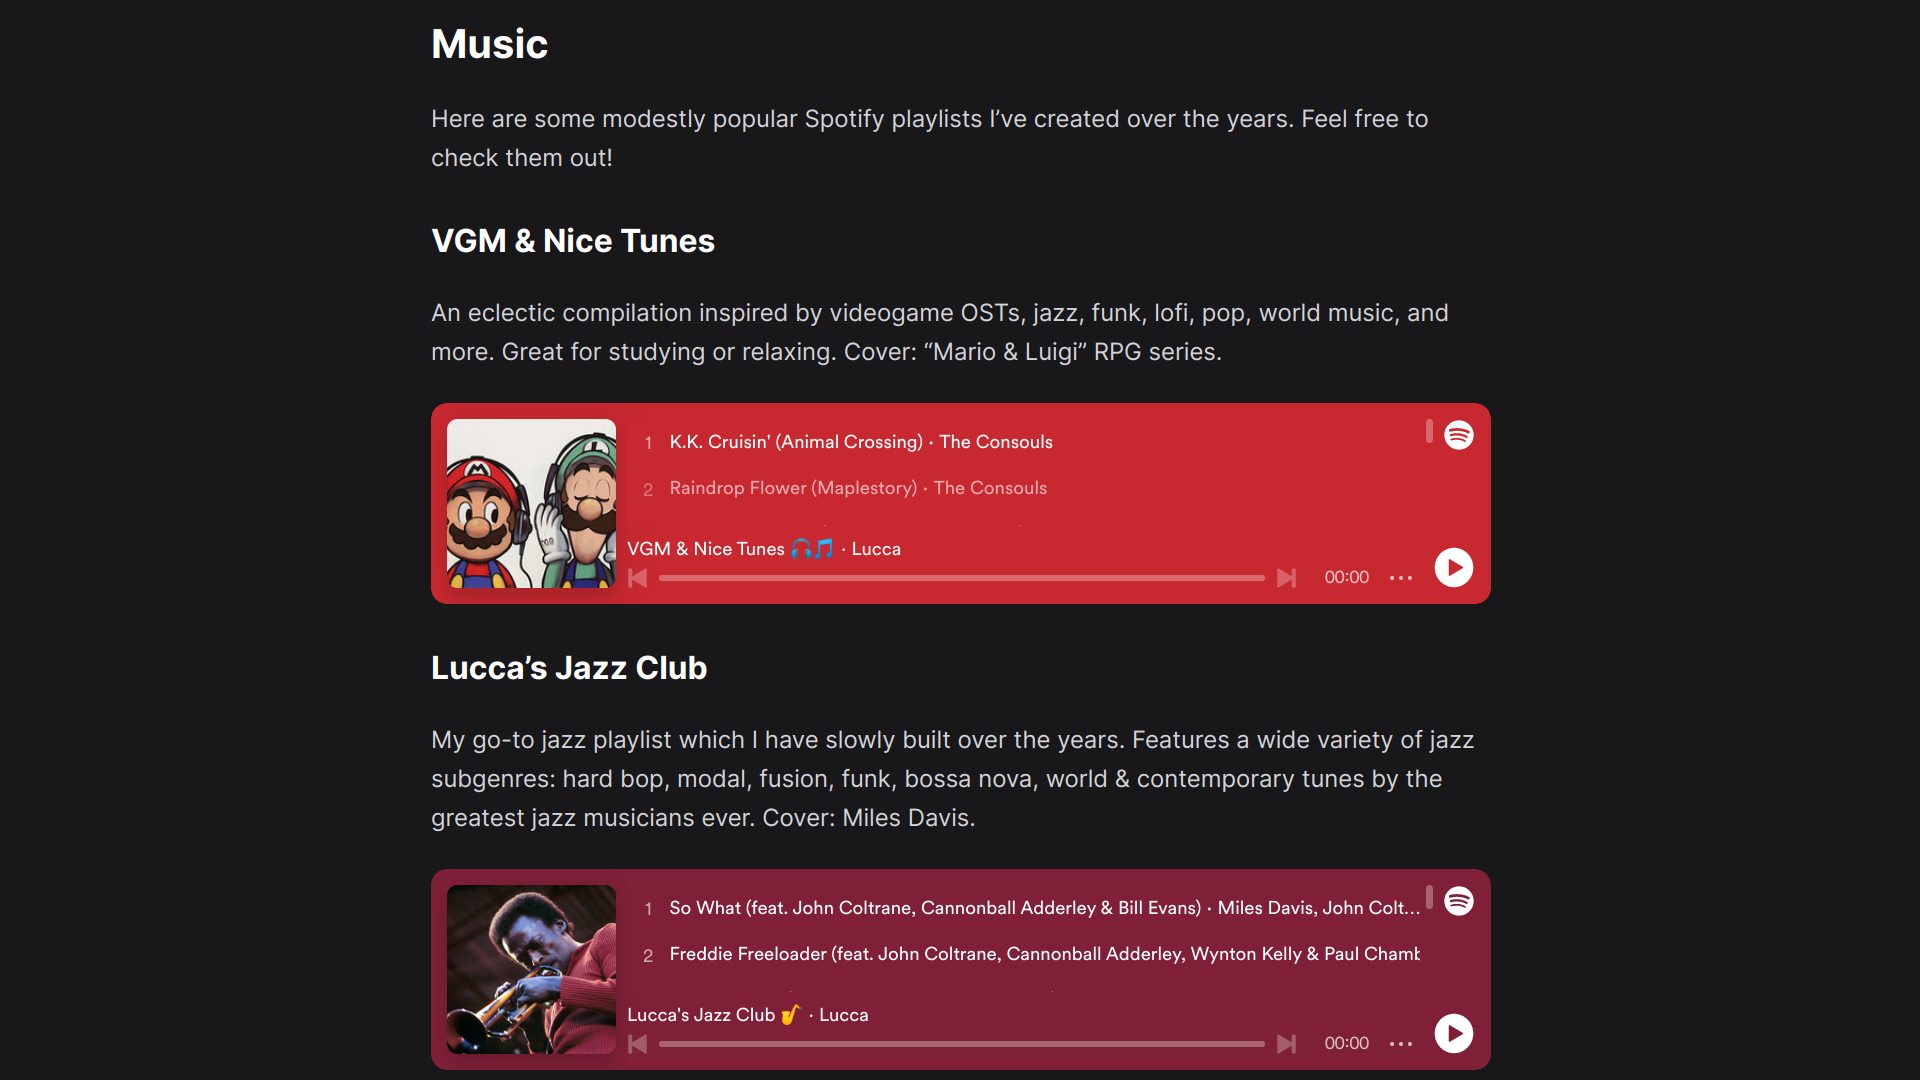 Music
Here are some modestly popular Spotify playlists I’ve created over the years. Feel free to
check them out!
VGM & Nice Tunes
An eclectic compilation inspired by videogame OSTs, jazz, funk, lofi, pop, world music, and
more. Great for studying or relaxing. Cover: “Mario & Luigi” RPG series.
1 K.K. Cruisin' (Animal Crossing) · The Consouls
2 Raindrop Flower (Maplestory) · The Consouls
VGM & Nice Tunes 🎧🎵 · Lucca
00:00
Lucca’s Jazz Club
My go-to jazz playlist which I have slowly built over the years. Features a wide variety of jazz
subgenres: hard bop, modal, fusion, funk, bossa nova, world & contemporary tunes by the
greatest jazz musicians ever. Cover: Miles Davis.
1 So What (feat. John Coltrane, Cannonball Adderley & Bill Evans) · Miles Davis, John Colt...
2 Freddie Freeloader (feat. John Coltrane, Cannonball Adderley, Wynton Kelly & Paul Chamb
Lucca's Jazz Club 🎷 · Lucca
00:00